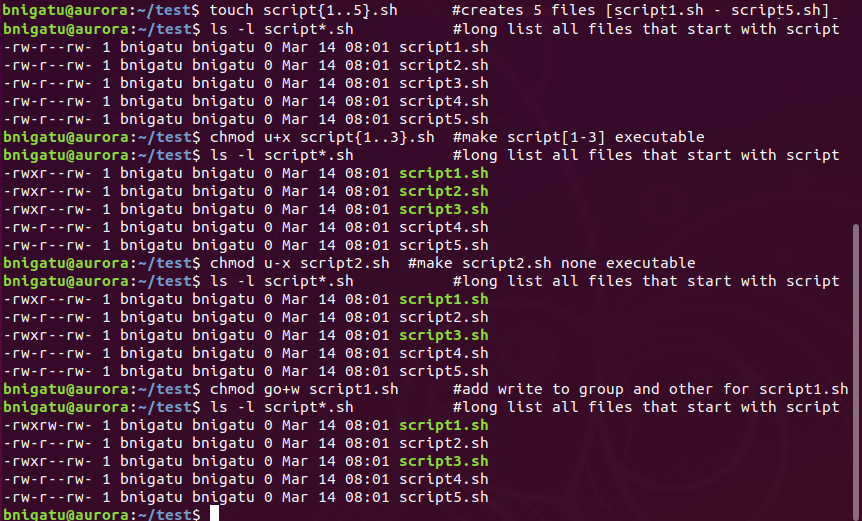 bnigatu@aurora:~/test$ touch script{1..5}.sh      #creates 5 files [script1.sh - script5.sh]
bnigatu@aurora:~/test$ ls -l script*.sh           #long list all files that start with script
-rw-r--rw- 1 bnigatu bnigatu 0 Mar 14 08:01 script1.sh
-rw-r--rw- 1 bnigatu bnigatu 0 Mar 14 08:01 script2.sh
-rw-r--rw- 1 bnigatu bnigatu 0 Mar 14 08:01 script3.sh
-rw-r--rw- 1 bnigatu bnigatu 0 Mar 14 08:01 script4.sh
-rw-r--rw- 1 bnigatu bnigatu 0 Mar 14 08:01 script5.sh
bnigatu@aurora:~/test$ chmod u+x script{1..3}.sh  #make script[1-3] executable
bnigatu@aurora:~/test$ ls -l script*.sh           #long list all files that start with script
-rwxr--rw- 1 bnigatu bnigatu 0 Mar 14 08:01 script1.sh
-rwxr--rw- 1 bnigatu bnigatu 0 Mar 14 08:01 script2.sh
-rwxr--rw- 1 bnigatu bnigatu 0 Mar 14 08:01 script3.sh
-rw-r--rw- 1 bnigatu bnigatu 0 Mar 14 08:01 script4.sh
-rw-r--rw- 1 bnigatu bnigatu 0 Mar 14 08:01 script5.sh
bnigatu@aurora:~/test$ chmod u-x script2.sh  #make script2.sh none executable
bnigatu@aurora:~/test$ ls -l script*.sh           #long list all files that start with script
-rwxr--rw- 1 bnigatu bnigatu 0 Mar 14 08:01 script1.sh
-rw-r--rw- 1 bnigatu bnigatu 0 Mar 14 08:01 script2.sh
-rwxr--rw- 1 bnigatu bnigatu 0 Mar 14 08:01 script3.sh
-rw-r--rw- 1 bnigatu bnigatu 0 Mar 14 08:01 script4.sh
-rw-r--rw- 1 bnigatu bnigatu 0 Mar 14 08:01 script5.sh
bnigatu@aurora:~/test$ chmod go+w script1.sh      #add write to group and other for script1.sh
bnigatu@aurora:~/test$ ls -l script*.sh           #long list all files that start with script
-rwxrw-rw- 1 bnigatu bnigatu 0 Mar 14 08:01 script1.sh
-rw-r--rw- 1 bnigatu bnigatu 0 Mar 14 08:01 script2.sh
-rwxr--rw- 1 bnigatu bnigatu 0 Mar 14 08:01 script3.sh
-rw-r--rw- 1 bnigatu bnigatu 0 Mar 14 08:01 script4.sh
-rw-r--rw- 1 bnigatu bnigatu 0 Mar 14 08:01 script5.sh
bnigatu@aurora:~/test$